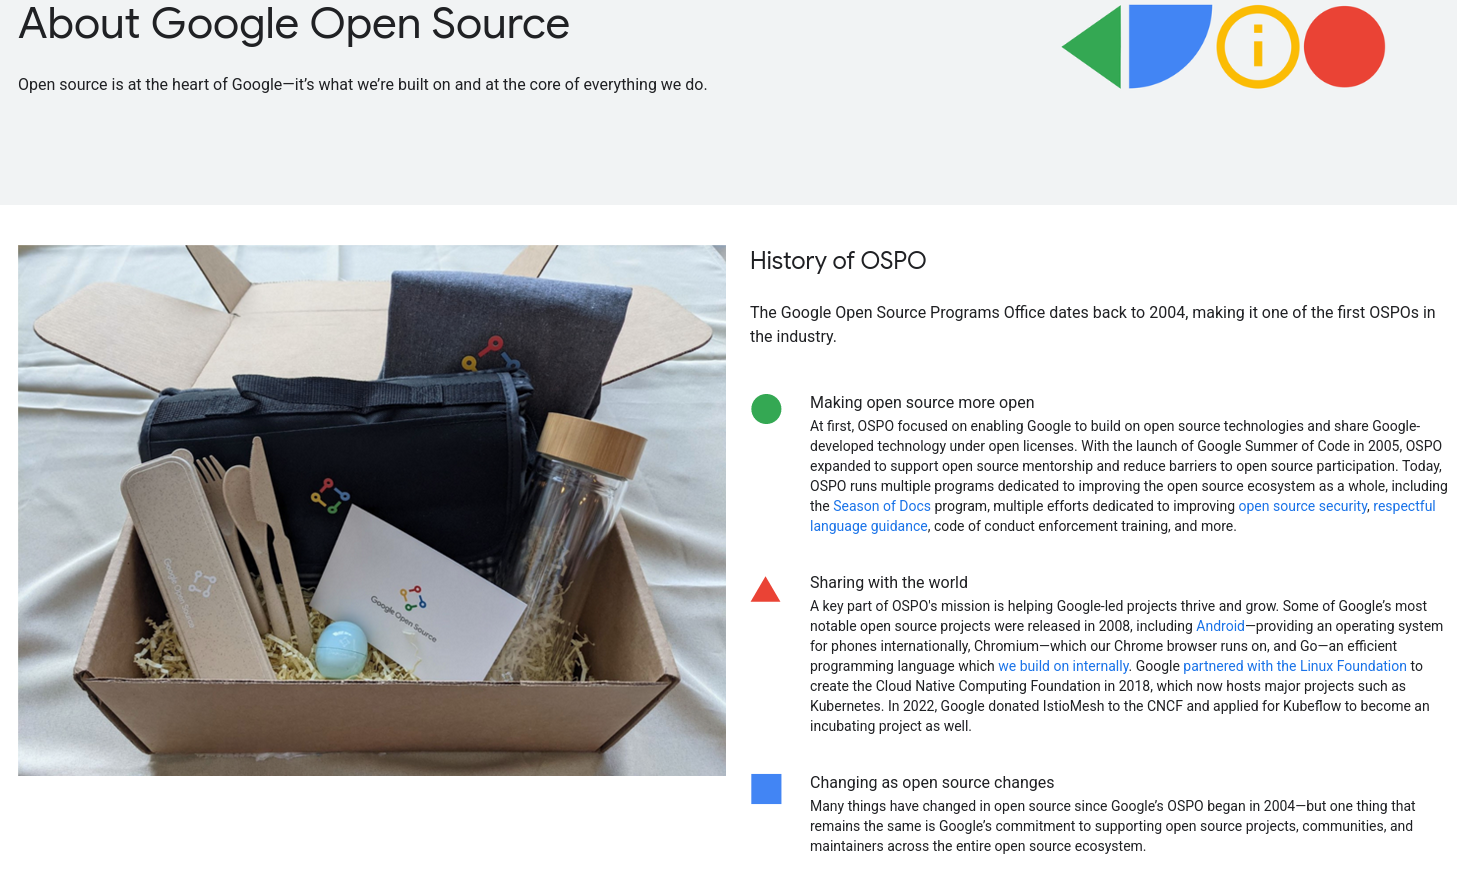 About Google Open Source
Open source is at the heart of Google—it’s what we’re built on and at the core of everything we do.
History of OSPO
The Google Open Source Programs Office dates back to 2004, making it one of the first OSPOs in
the industry.
Making open source more open
At first, OSPO focused on enabling Google to build on open source technologies and share Google-
developed technology under open licenses. With the launch of Google Summer of Code in 2005, OSPO
expanded to support open source mentorship and reduce barriers to open source participation. Today,
OSPO runs multiple programs dedicated to improving the open source ecosystem as a whole, including
the Season of Docs program, multiple efforts dedicated to improving open source security, respectful
language guidance, code of conduct enforcement training, and more.
Sharing with the world
A key part of OSPO's mission is helping Google-led projects thrive and grow. Some of Google’s most
notable open source projects were released in 2008, including Android—providing an operating system
for phones internationally, Chromium—which our Chrome browser runs on, and Go—an efficient
programming language which we build on internally. Google partnered with the Linux Foundation to
create the Cloud Native Computing Foundation in 2018, which now hosts major projects such as
Kubernetes. In 2022, Google donated IstioMesh to the CNCF and applied for Kubeflow to become an
incubating project as well.
Changing as open source changes
Many things have changed in open source since Google’s OSPO began in 2004—but one thing that
remains the same is Google’s commitment to supporting open source projects, communities, and
maintainers across the entire open source ecosystem.
Google Open Source
Google Open Source